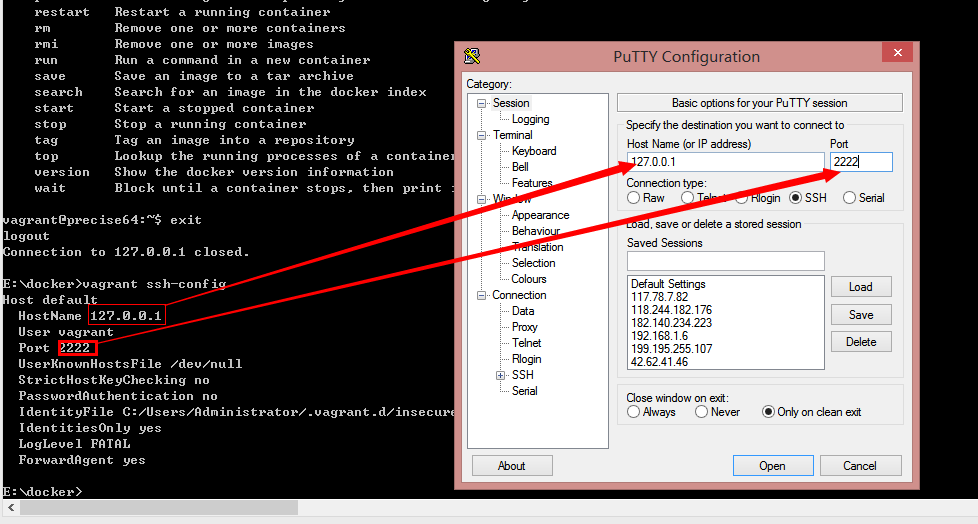 restart Restart a running container
rm Remove one or more containers
rmi Remove one or more images
run Run a command in a new container
save Save an image to a tar archive
search Search for an image in the docker index
start Start a stopped container
stop Stop a running container
tag Tag an image into a repository
top Lookup the running processes of a container
version Show the docker version information
wait Block until a container stops, then print
vagrant@precise64:~$ exit
logout
Connection to 127.0.0.1 closed.
E:\docker>vagrant ssh-config
Host default
HostName 127.0.0.1
User vagrant
Port 2222
UserKnownHostsFile /dev/null
StrictHostKeyChecking no
PasswordAuthentication no
IdentityFile C:/Users/Administrator/.vagrant.d/insecure
IdentitiesOnly yes
LogLevel FATAL
ForwardAgent yes
E:\docker>
PuTTY Configuration
Category:
Session
Logging
Terminal
Keyboard
Bell
Features
Window
Appearance
Behaviour
Translation
Selection
Colours
Connection
Data
Proxy
Telnet
Rlogin
SSH
Serial
Basic options for your PuTTY session
Specify the destination you want to connect to
Host Name (or IP address) Port
127.0.0.1 2222
Connection type:
Raw Telnet Rlogin SSH Serial
Load, save or delete a stored session
Saved Sessions
Default Settings
117.78.7.82
118.244.182.176
182.140.234.223
192.168.1.6
199.195.255.107
42.62.41.46
Load
Save
Delete
Close window on exit:
Always Never Only on clean exit
About Open Cancel